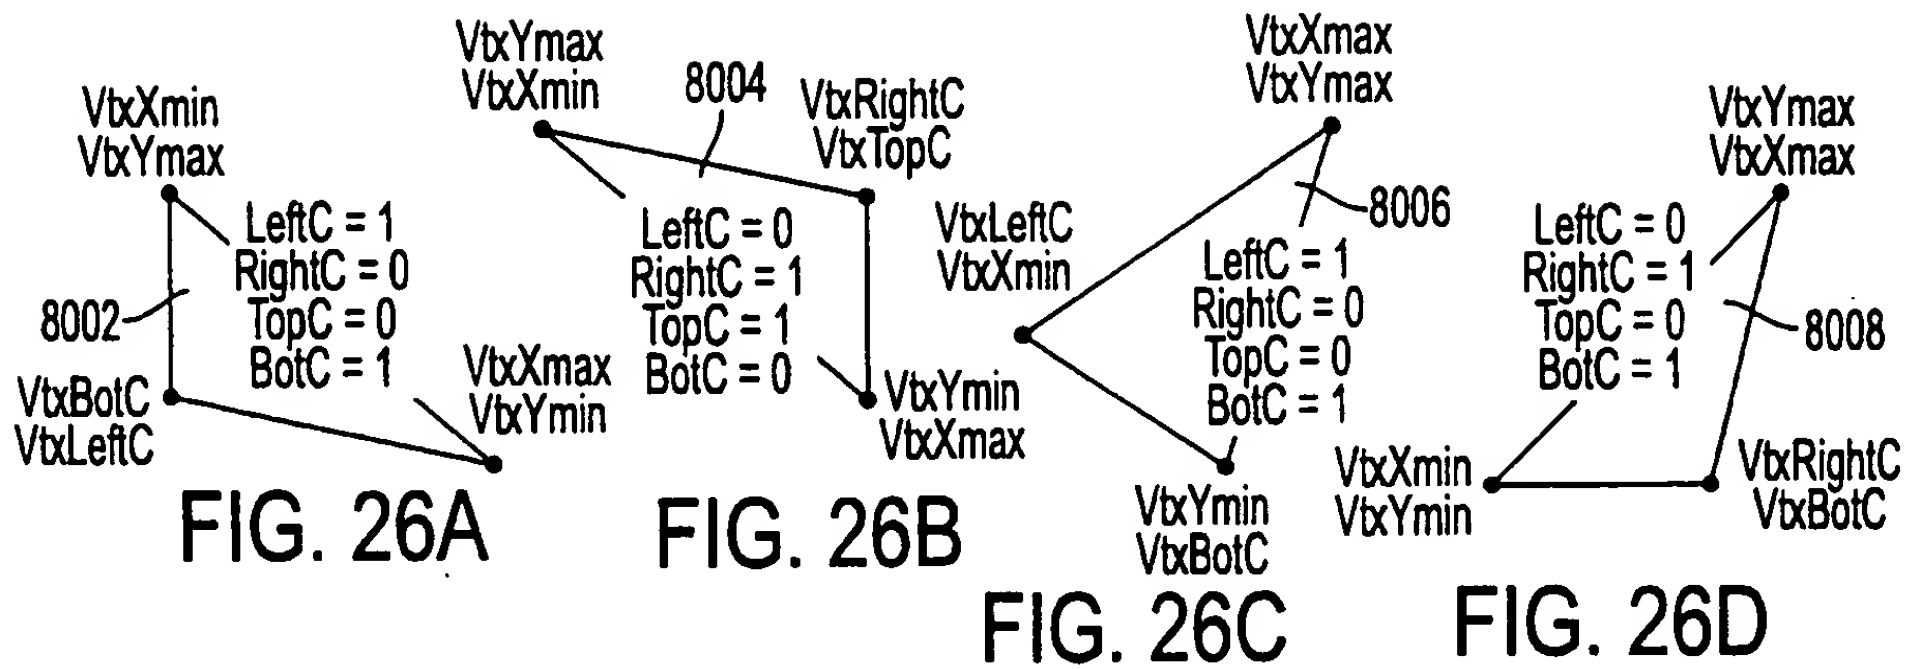 VtxXmin
VtxYmax
LeftC = 1
RightC = 0
TopC = 0
BotC = 1
8002
VtxBotC
VtxLeftC
VtxXmax
VtxYmin
FIG. 26A
VtxYmax
VtxXmin
8004
VtxRightC
VtxTopC
LeftC = 0
RightC = 1
TopC = 1
BotC = 0
VtxYmin
VtxXmax
FIG. 26B
VtxXmax
VtxYmax
8006
VtxLeftC
VtxXmin
LeftC = 1
RightC = 0
TopC = 0
BotC = 1
VtxYmin
VtxBotC
FIG. 26C
VtxYmax
VtxXmax
LeftC = 0
RightC = 1
TopC = 0
BotC = 1
8008
VtxXmin
VtxYmin
VtxRightC
VtxBotC
FIG. 26D